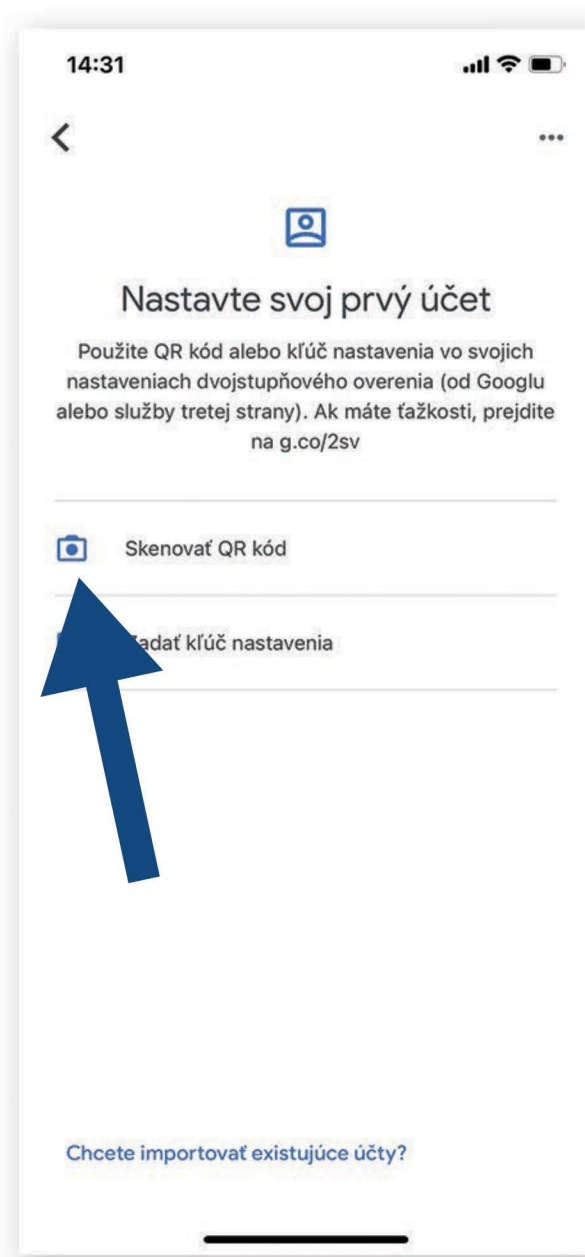 14:31
Nastavte svoj prvý účet
Použite QR kód alebo kľúč nastavenia vo svojich
nastaveniach dvojstupňového overenia (od Googlu
alebo služby tretej strany). Ak máte ťažkosti, prejdite
na g.co/2sv
Skenovať QR kód
Zadať kľúč nastavenia
Chcete importovať existujúce účty?